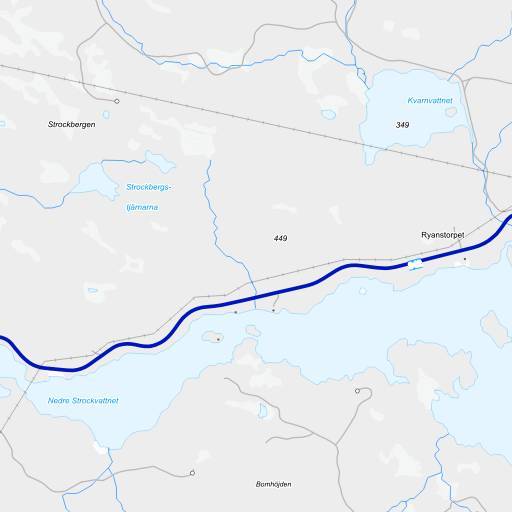 Kvarnvattnet
349
Strockbergen
Strockbergs-
tjärnarna
449
Ryanstorpet
Nedre Strockvattnet
Bomhöjden